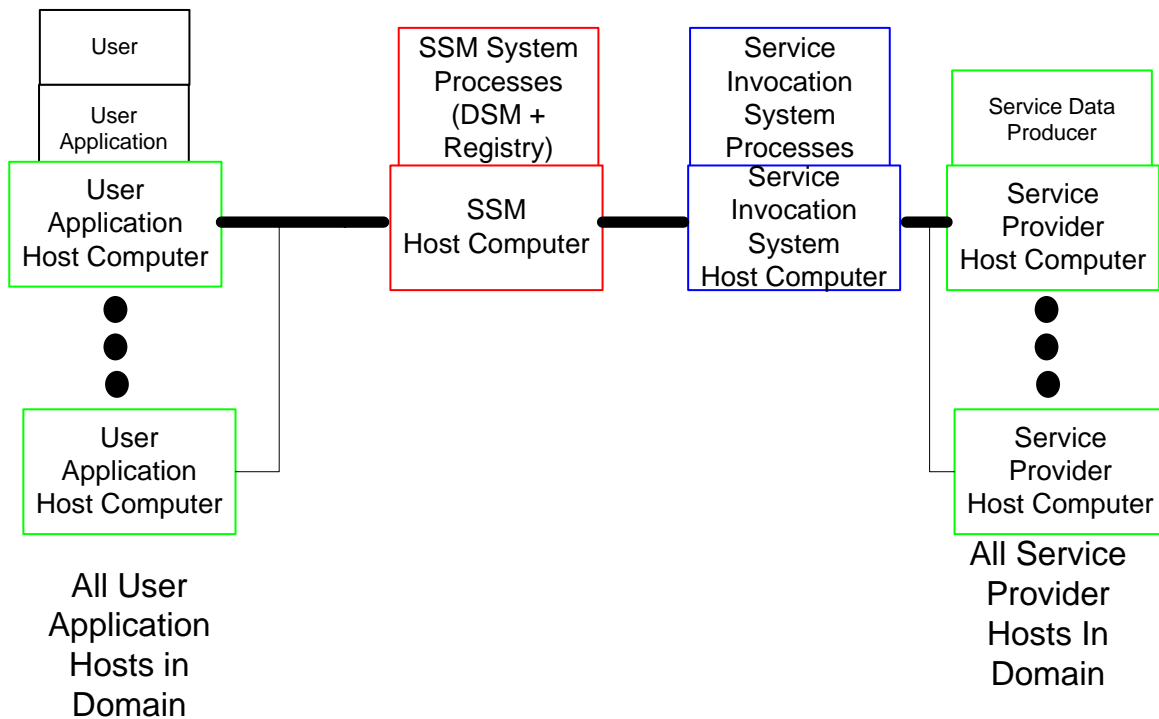 User
User
Application
User
Application
Host Computer
User
Application
Host Computer
All User
Application
Hosts in
Domain
SSM System
Processes
(DSM +
Registry)
SSM
Host Computer
Service
Invocation
System
Processes
Service
Invocation
System
Host Computer
Service Data
Producer
Service
Provider
Host Computer
Service
Provider
Host Computer
All Service
Provider
Hosts In
Domain